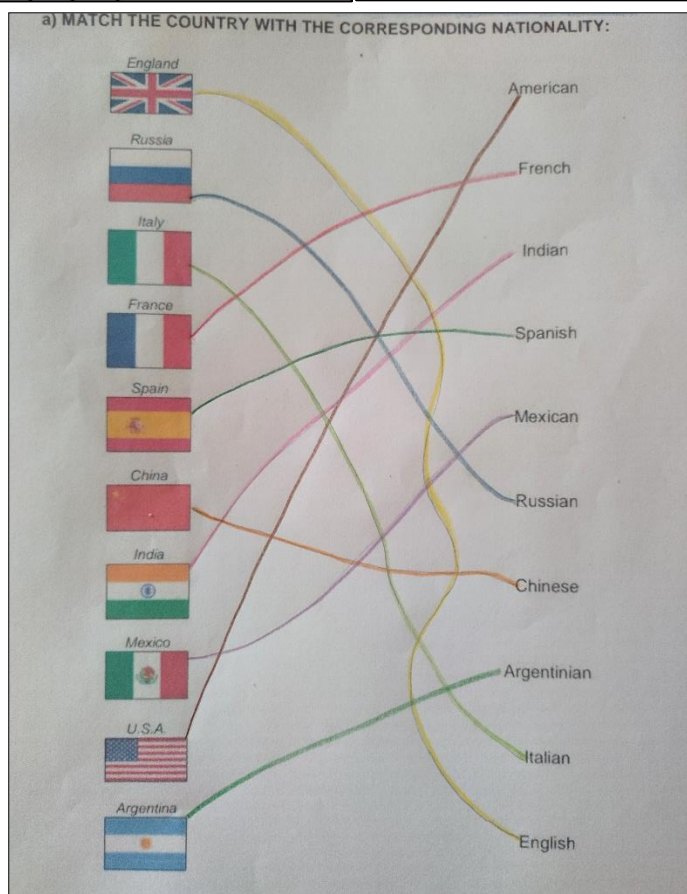 a) MATCH THE COUNTRY WITH THE CORRESPONDING NATIONALITY:
England
American
Russia
French
Italy
Indian
France
Spanish
Spain
Mexican
China
Russian
India
Chinese
Mexico
Argentinian
U.S.A.
Italian
Argentina
English